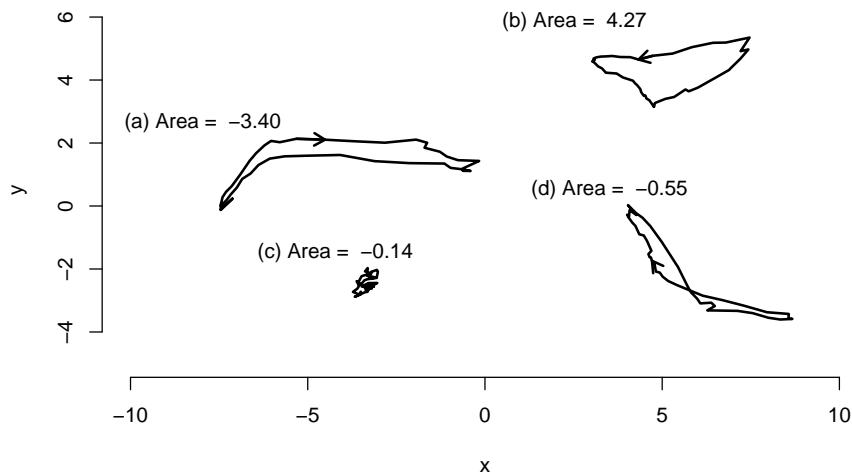 6
(b) Area = 4.27
4
(a) Area = −3.40
2
(d) Area = −0.55
y
0
(c) Area = −0.14
−2
−4
−10
−5
0
5
10
x